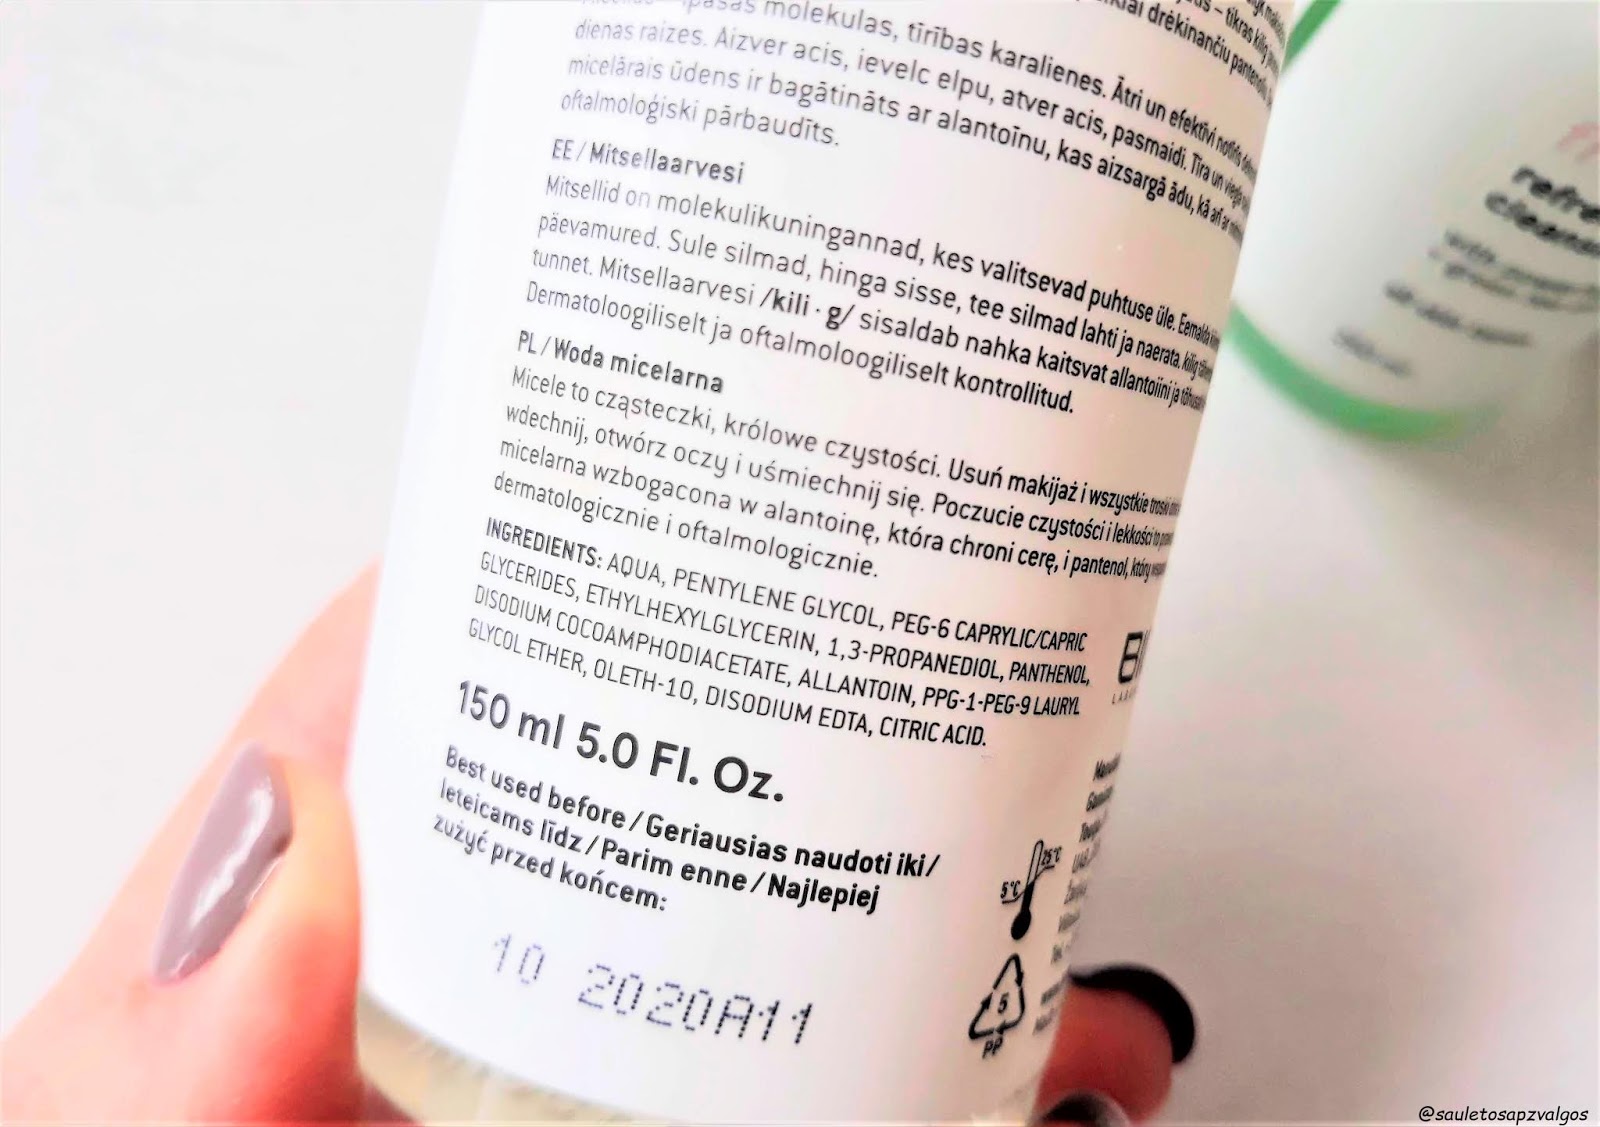 molekulas, tīrības karalienes. Ātri un efektīvi notīrīs
dienas raizes. Aizver acis, ievelc elpu, atver acis, pasmaidi. Tīra un viegla
micelārais ūdens ir bagātināts ar alantoīnu, kas aizsargā ādu, kā arī ar
oftalmoloģiski pārbaudīts.
EE / Mitsellaarvesi
Mitsellid on molekulikuningannad, kes valitsevad puhtuse üle. Eemalda
päevamured. Sule silmad, hinga sisse, tee silmad lahti ja naerata. kilig
tunnet. Mitsellaarvesi /kili · g/ sisaldab nahka kaitsvat allantoiini ja
Dermatoloogiliselt ja oftalmoloogiliselt kontrollitud.
PL / Woda micelarna
Micele to cząsteczki, królowe czystości. Usuń makijaż i wszystkie troski
wdechnij, otwórz oczy i uśmiechnij się. Poczucie czystości i lekkości to
micelarna wzbogacona w alantoinę, która chroni cerę, i pantenol, który
dermatologicznie i oftalmologicznie.
INGREDIENTS: AQUA, PENTYLENE GLYCOL, PEG-6 CAPRYLIC/CAPRIC
GLYCERIDES, ETHYLHEXYLGLYCERIN, 1,3-PROPANEDIOL, PANTHENOL,
DISODIUM COCOAMPHODIACETATE, ALLANTOIN, PPG-1-PEG-9 LAURYL
GLYCOL ETHER, OLETH-10, DISODIUM EDTA, CITRIC ACID.
150 ml 5.0 Fl. Oz.
Best used before / Geriausias naudoti iki /
Ieteicams līdz / Parim enne / Najlepiej
zużyć przed końcem:
10 2020A11
25°C
5°C
5
PP
@sauletosapzvalgos